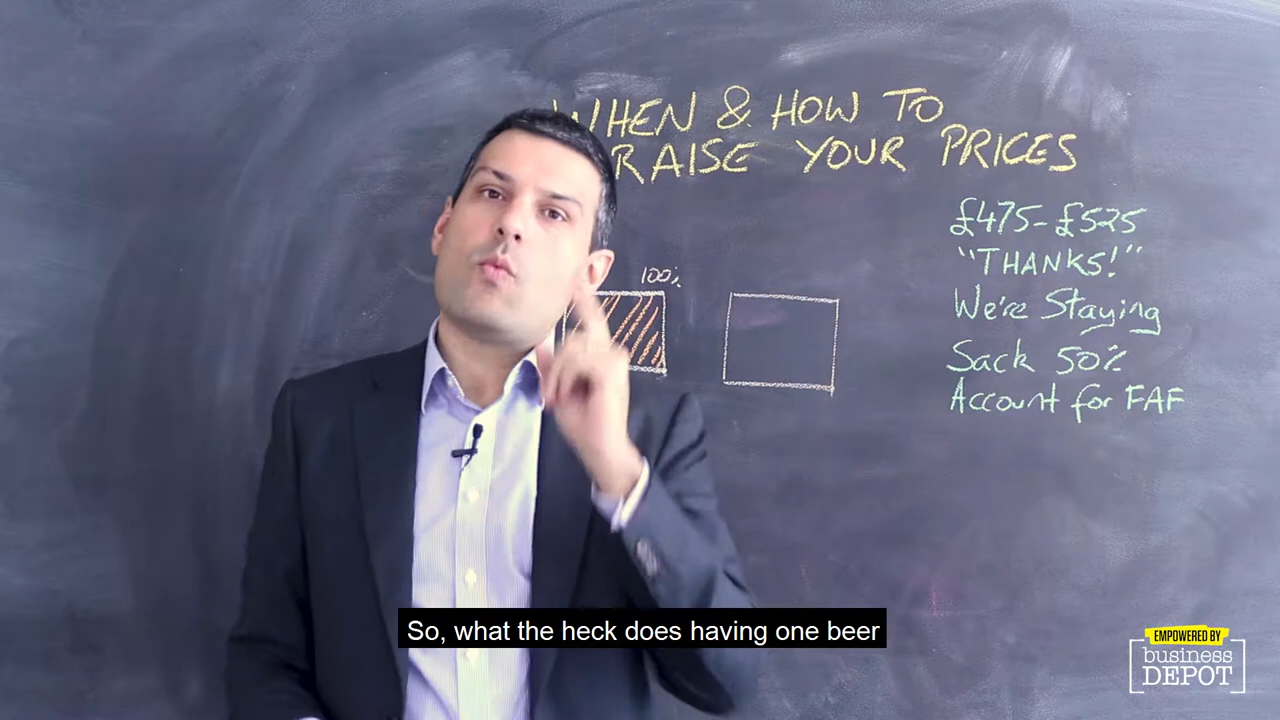 WHEN & HOW TO
RAISE YOUR PRICES
£475-£525
"THANKS!"
We're Staying
Sack 50%
Account for FAF
100%
So, what the heck does having one beer
EMPOWERED BY
business
DEPOT